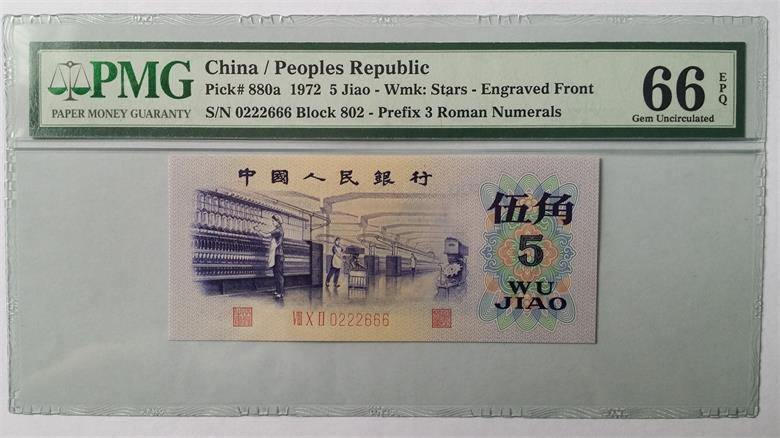 PMG
PAPER MONEY GUARANTY
China / Peoples Republic
Pick# 880a 1972 5 Jiao - Wmk: Stars - Engraved Front
S/N 0222666 Block 802 - Prefix 3 Roman Numerals
66 EPQ
Gem Uncirculated
中國人民銀行
伍角
5
WU
JIAO
VIII X II 0222666